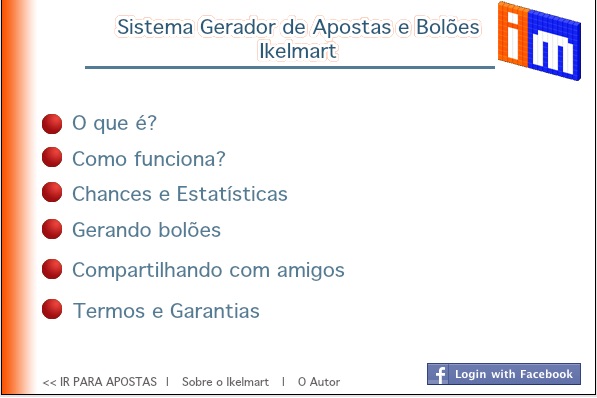 Sistema Gerador de Apostas e Bolões
Ikelmart
im
O que é?
Como funciona?
Chances e Estatísticas
Gerando bolões
Compartilhando com amigos
Termos e Garantias
<< IR PARA APOSTAS I Sobre o Ikelmart I O Autor
f Login with Facebook